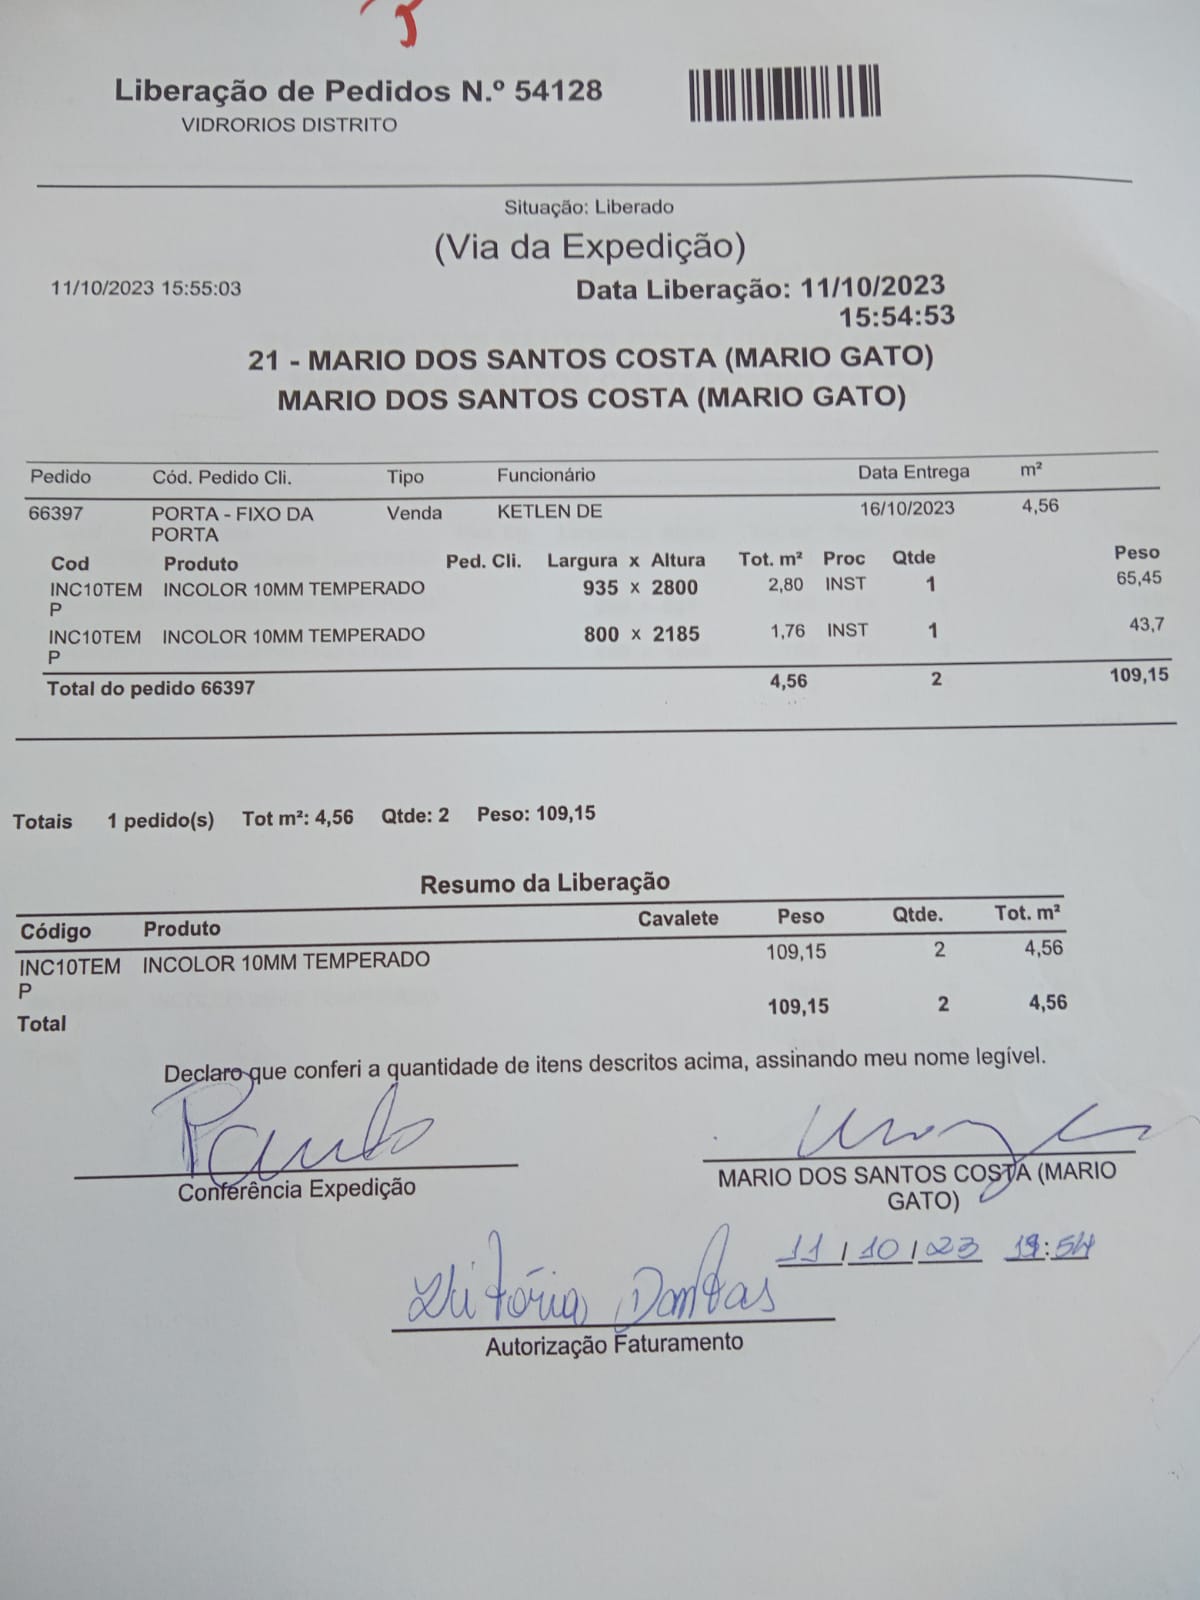 Liberação de Pedidos N.º 54128
VIDRORIOS DISTRITO
Situação: Liberado
(Via da Expedição)
11/10/2023 15:55:03
Data Liberação: 11/10/2023
15:54:53
21 - MARIO DOS SANTOS COSTA (MARIO GATO)
MARIO DOS SANTOS COSTA (MARIO GATO)
Pedido Cód. Pedido Cli. Tipo Funcionário Data Entrega m²
66397 PORTA - FIXO DA Venda KETLEN DE 16/10/2023 4,56
PORTA
Cod Produto Ped. Cli. Largura x Altura Tot. m² Proc Qtde Peso
INC10TEM INCOLOR 10MM TEMPERADO 935 x 2800 2,80 INST 1 65,45
P
INC10TEM INCOLOR 10MM TEMPERADO 800 x 2185 1,76 INST 1 43,7
P
Total do pedido 66397 4,56 2 109,15
Totais 1 pedido(s) Tot m²: 4,56 Qtde: 2 Peso: 109,15
Resumo da Liberação
Código Produto Cavalete Peso Qtde. Tot. m²
INC10TEM INCOLOR 10MM TEMPERADO 109,15 2 4,56
P
Total 109,15 2 4,56
Declaro que conferi a quantidade de itens descritos acima, assinando meu nome legível.
Paulo
Conferência Expedição
MARIO DOS SANTOS COSTA (MARIO
GATO)
11/10/23
Vitória Dantas
Autorização Faturamento